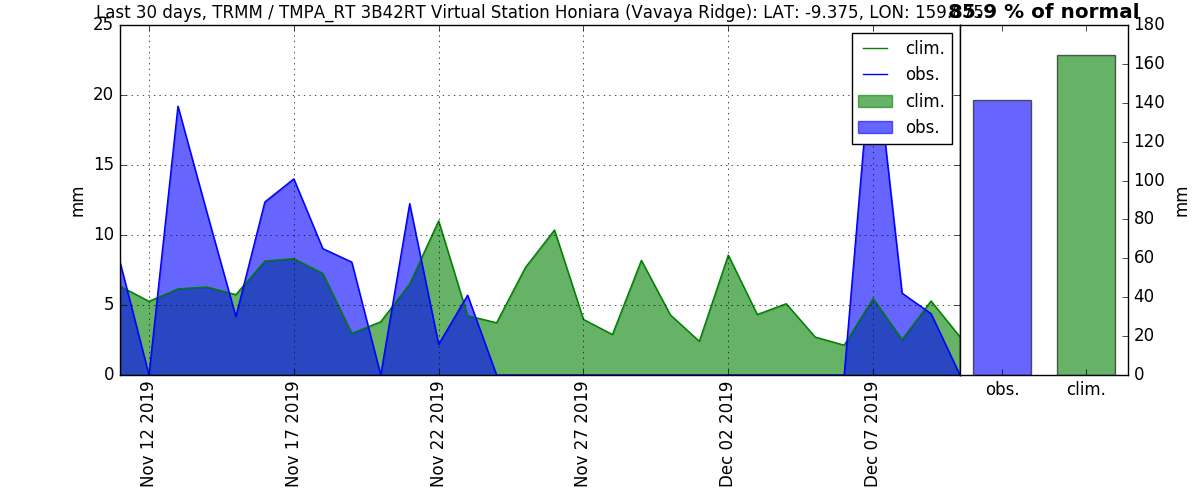 Last 30 days, TRMM / TMPA_RT 3B42RT Virtual Station Honiara (Vavaya Ridge): LAT: -9.375, LON: 159.875
85.9 % of normal
25
20
15
10
5
0
mm
clim.
obs.
clim.
obs.
180
160
140
120
100
80
60
40
20
0
mm
obs.
clim.
Nov 12 2019
Nov 17 2019
Nov 22 2019
Nov 27 2019
Dec 02 2019
Dec 07 2019